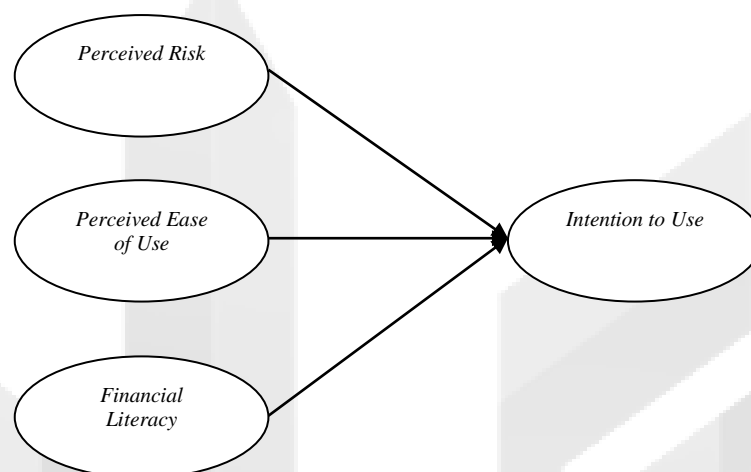 Perceived Risk
Perceived Ease
of Use
Intention to Use
Financial
Literacy